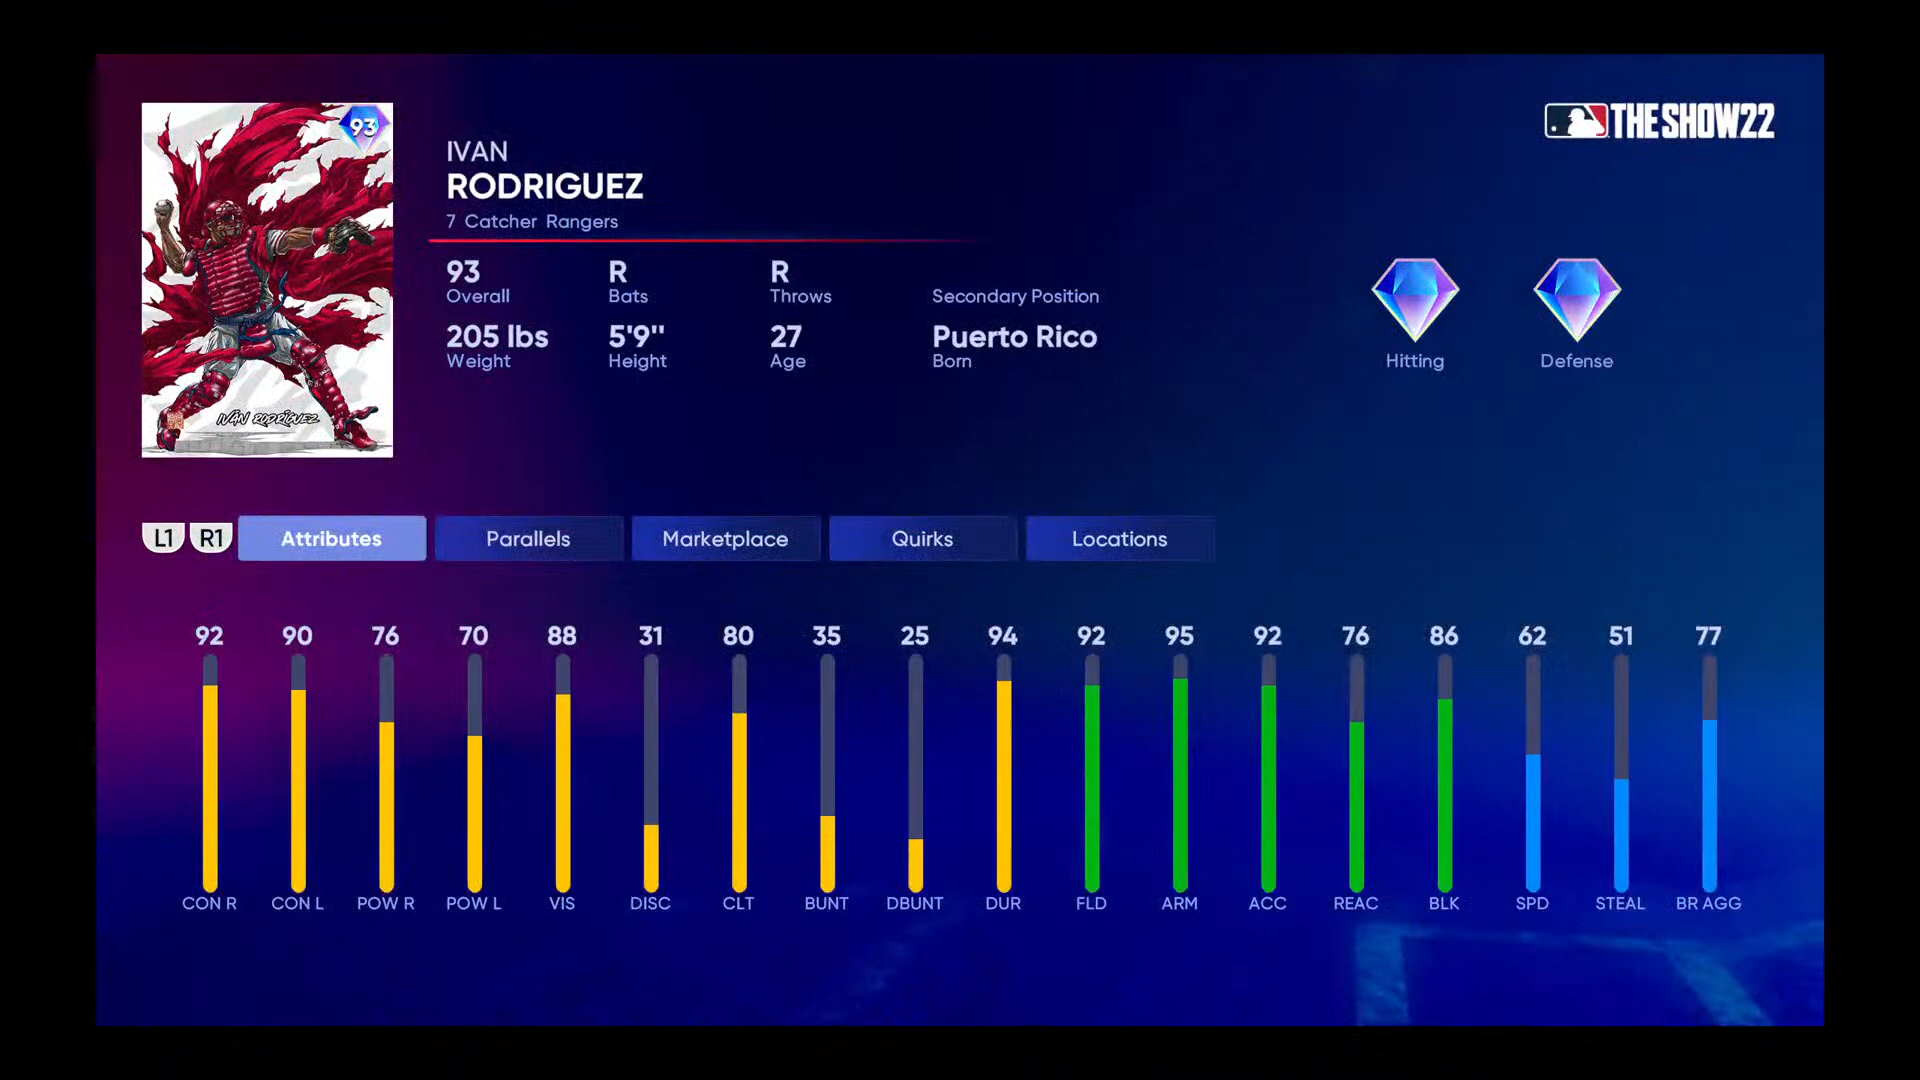 93
IVÁN RODRÍGUEZ
IVAN
RODRIGUEZ
7 Catcher Rangers
93 R R
Overall Bats Throws Secondary Position
205 lbs 5'9" 27 Puerto Rico
Weight Height Age Born
THE SHOW22
Hitting Defense
L1 R1 Attributes Parallels Marketplace Quirks Locations
92 90 76 70 88 31 80 35 25 94 92 95 92 76 86 62 51 77
CON R CON L POW R POW L VIS DISC CLT BUNT DBUNT DUR FLD ARM ACC REAC BLK SPD STEAL BR AGG